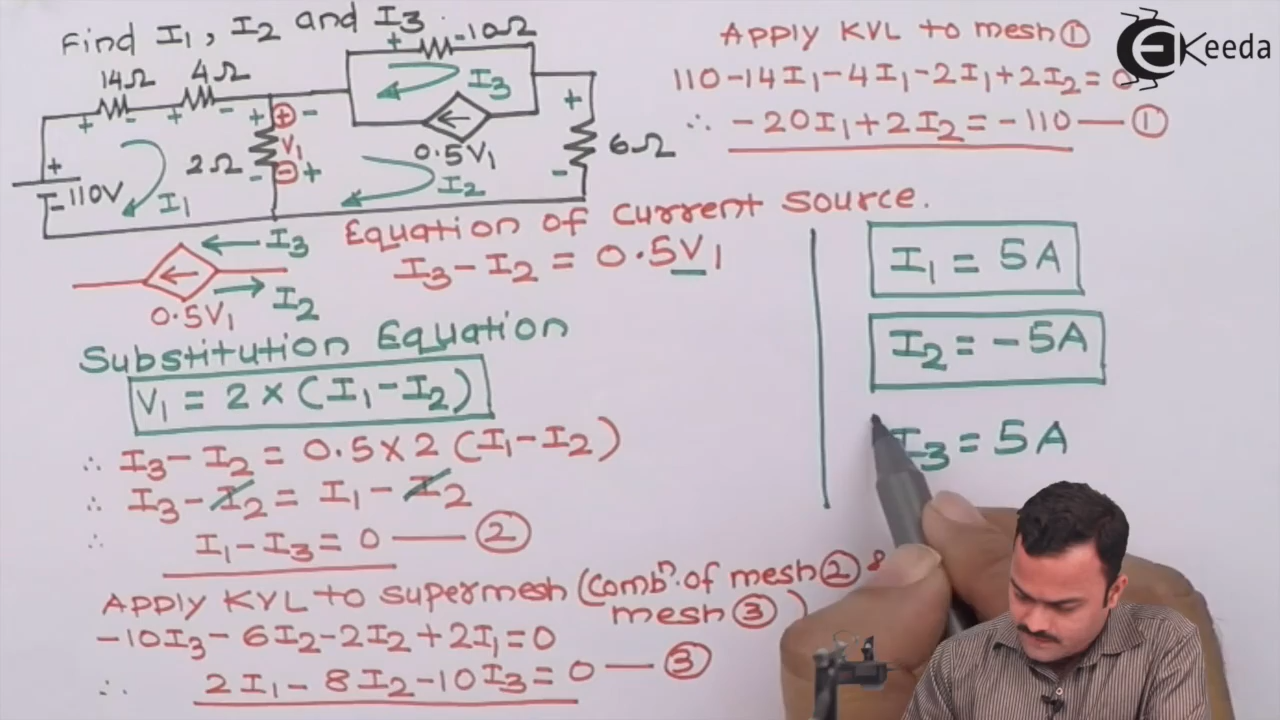 Find I1, I2 and I3.
14Ω
4Ω
+ -10Ω
I3
0.5V1
2Ω
V1
6Ω
110V
I1
I2
I3
0.5V1
I2
Equation of current source.
I3 - I2 = 0.5V1
Substitution Equation
V1 = 2 × (I1 - I2)
∴ I3 - I2 = 0.5 × 2 (I1 - I2)
∴ I3 - I2 = I1 - I2
∴ I1 - I3 = 0 — ②
Apply KVL to supermesh (combⁿ. of mesh ② &
mesh ③)
-10I3 - 6I2 - 2I2 + 2I1 = 0
∴ 2I1 - 8I2 - 10I3 = 0 — ③
Apply KVL to mesh ①
110 - 14I1 - 4I1 - 2I1 + 2I2 = 0
∴ -20I1 + 2I2 = -110 — ①
I1 = 5A
I2 = -5A
I3 = 5A
Ekeeda